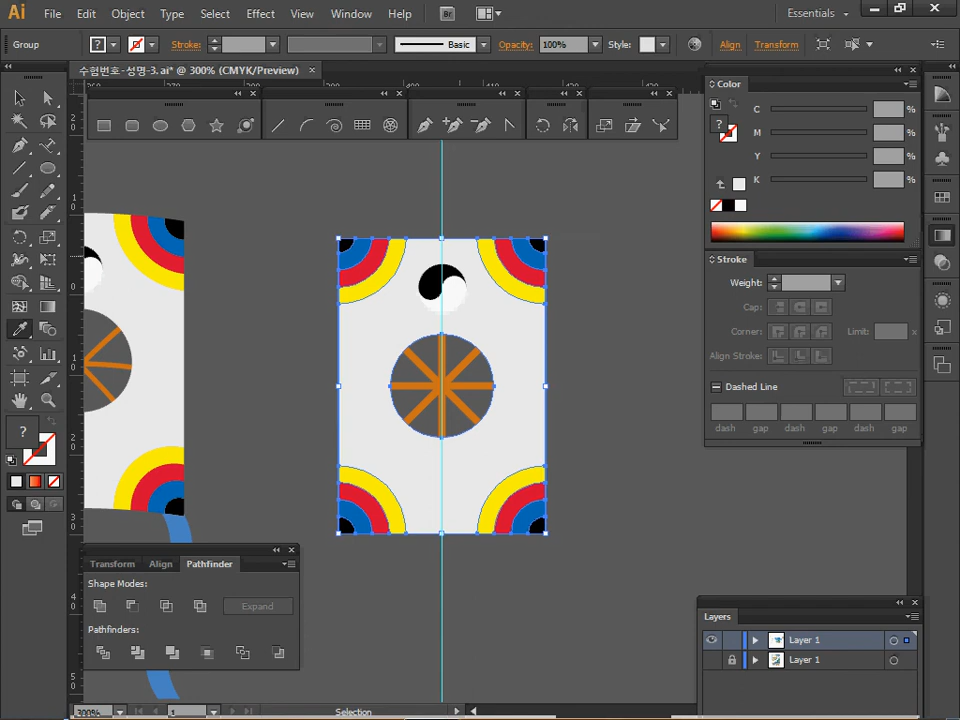 Ai File Edit Object Type Select Effect View Window Help Br Essentials
Group Stroke: Basic Opacity: 100% Style: Align Transform
수험번호-성명-3.ai* @ 300% (CMYK/Preview)
Color
C %
M %
Y %
K %
Stroke
Weight:
Cap:
Corner: Limit: x
Align Stroke:
Dashed Line
dash gap dash gap dash gap
Transform Align Pathfinder
Shape Modes:
Expand
Pathfinders:
Layers
Layer 1
Layer 1
300% 1 Selection